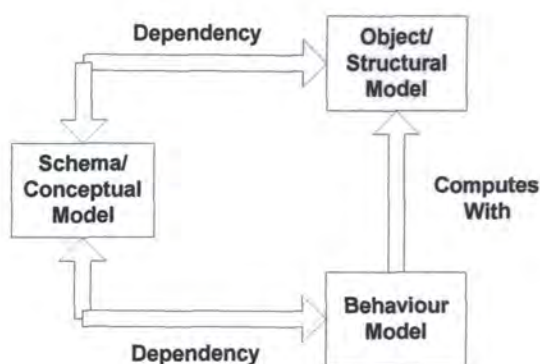 Dependency
Object/
Structural
Model
Schema/
Conceptual
Model
Computes
With
Behaviour
Model
Dependency